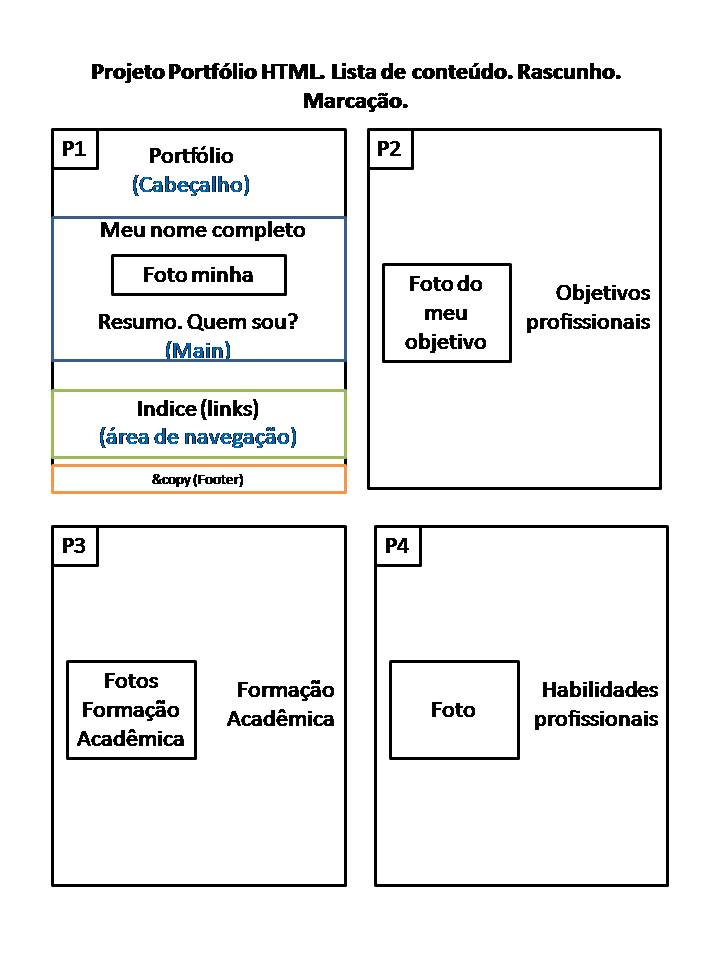 Projeto Portfólio HTML. Lista de conteúdo. Rascunho.
Marcação.
P1
Portfólio
(Cabeçalho)
Meu nome completo
Foto minha
Resumo. Quem sou?
(Main)
Indice (links)
(área de navegação)
&copy (Footer)
P2
Foto do
meu
objetivo
Objetivos
profissionais
P3
Fotos
Formação
Acadêmica
Formação
Acadêmica
P4
Foto
Habilidades
profissionais